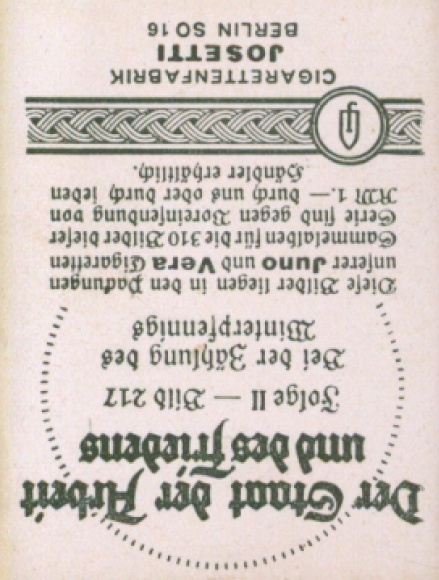 Der Staat der Arbeit
und des Friedens
Folge II — Bild 217
Bei der Zählung des
Winterpfennigs
Diese Bilder liegen in den Packungen
unserer Juno und Vera Cigaretten
Sammelalben für die 310 Bilder dieser
Serie sind gegen Voreinsendung von
RM 1.— durch uns oder durch jeden
Händler erhältlich.
CIGARETTENFABRIK
JOSETTI
BERLIN SO 16